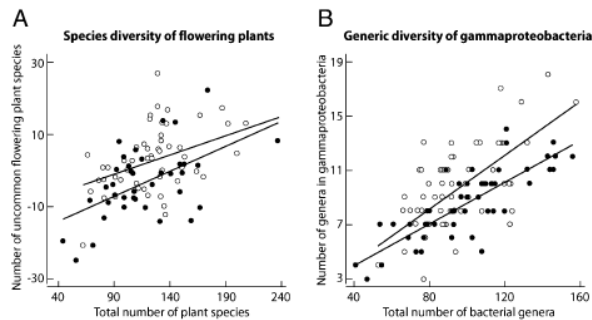 A
Species diversity of flowering plants
Number of uncommon flowering plant species
30
10
-10
-30
40
90
140
190
240
Total number of plant species
B
Generic diversity of gammaproteobacteria
Number of genera in gammaproteobacteria
19
15
11
7
3
40
80
120
160
Total number of bacterial genera